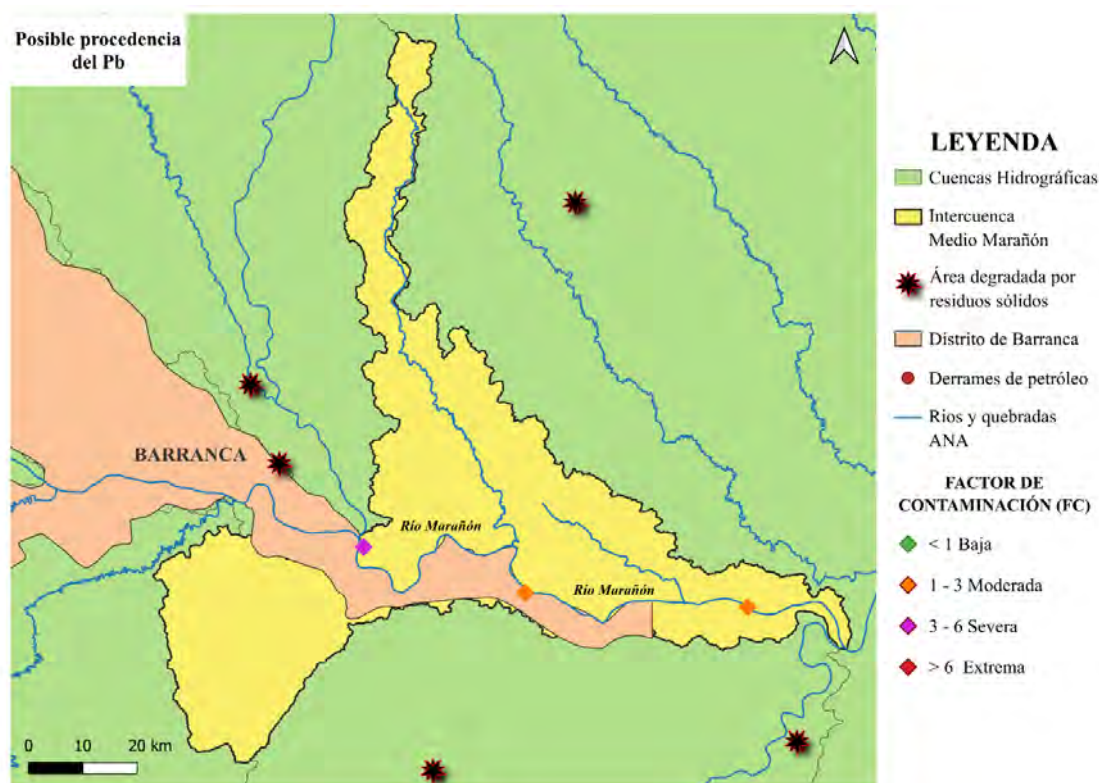 Posible procedencia
del Pb
BARRANCA
Río Marañón
Río Marañón
0 10 20 km
LEYENDA
Cuencas Hidrográficas
Intercuenca
Medio Marañón
Área degradada por
residuos sólidos
Distrito de Barranca
Derrames de petróleo
Ríos y quebradas
ANA
FACTOR DE
CONTAMINACIÓN (FC)
< 1 Baja
1 - 3 Moderada
3 - 6 Severa
> 6 Extrema